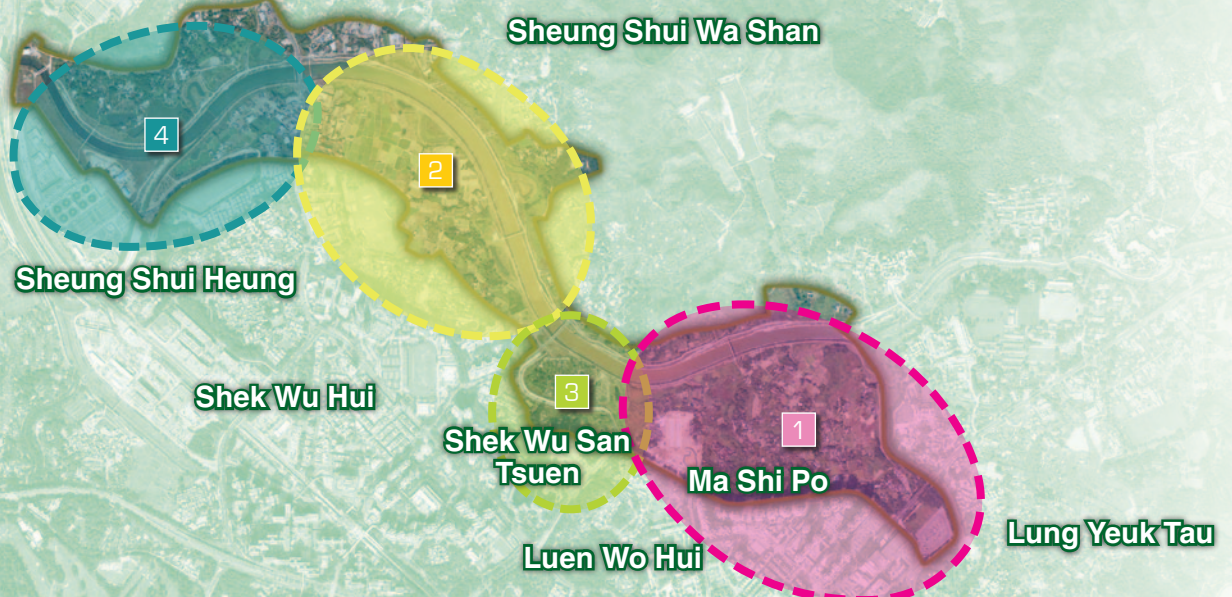 Sheung Shui Wa Shan
4
2
Sheung Shui Heung
Shek Wu Hui
3
Shek Wu San
Tsuen
1
Ma Shi Po
Lung Yeuk Tau
Luen Wo Hui